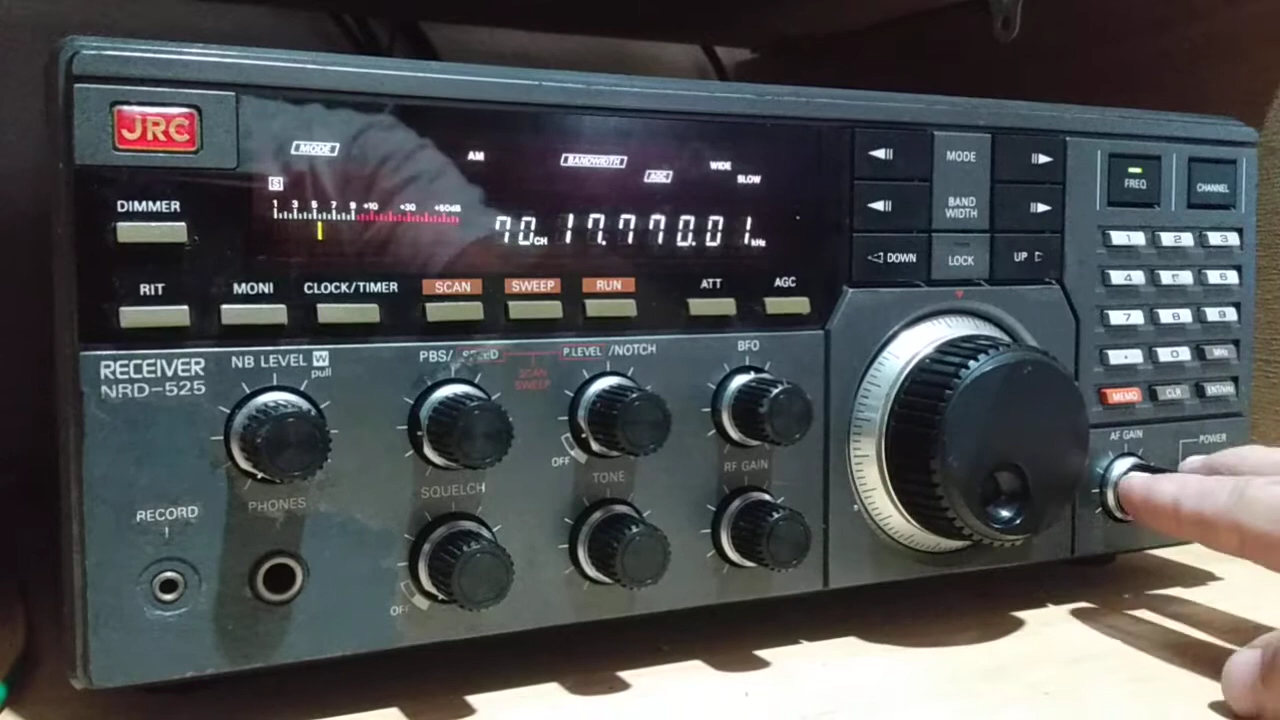 JRC
MODE
AM
BANDWIDTH
WIDE
AGC
SLOW
S
1 3 5 7 9 +10 +30 +50dB
70CH 17.770.01 kHz
DIMMER
RIT MONI CLOCK/TIMER SCAN SWEEP RUN ATT AGC
MODE
BAND
WIDTH
DOWN LOCK UP
FREQ CHANNEL
1 2 3
4 5 6
7 8 9
. 0 MHz
MEMO CLR ENT/kHz
RECEIVER
NRD-525
NB LEVEL W
pull
PBS/ SPEED P.LEVEL /NOTCH BFO
SCAN
SWEEP
OFF
AF GAIN POWER
RECORD PHONES SQUELCH TONE RF GAIN
OFF